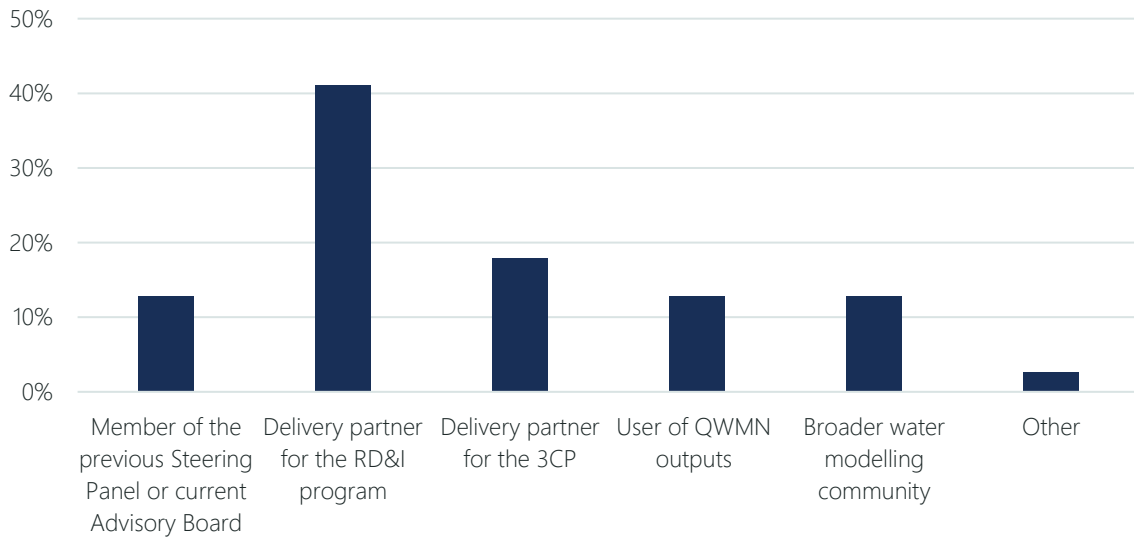 50%
40%
30%
20%
10%
0%
Member of the
previous Steering
Panel or current
Advisory Board
Delivery partner
for the RD&I
program
Delivery partner
for the 3CP
User of QWMN
outputs
Broader water
modelling
community
Other